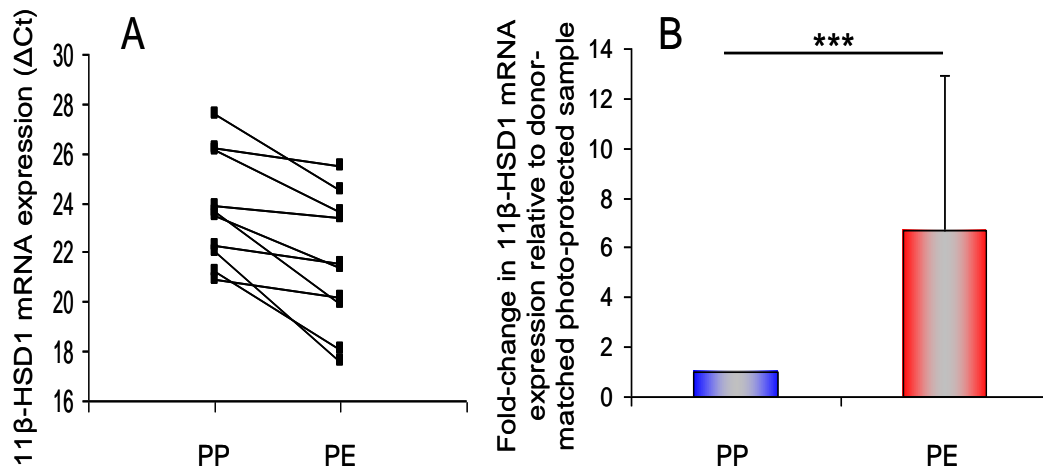 A
11β-HSD1 mRNA expression (ΔCt)
30
28
26
24
22
20
18
16
PP PE
B
Fold-change in 11β-HSD1 mRNA
expression relative to donor-
matched photo-protected sample
***
14
12
10
8
6
4
2
0
PP PE